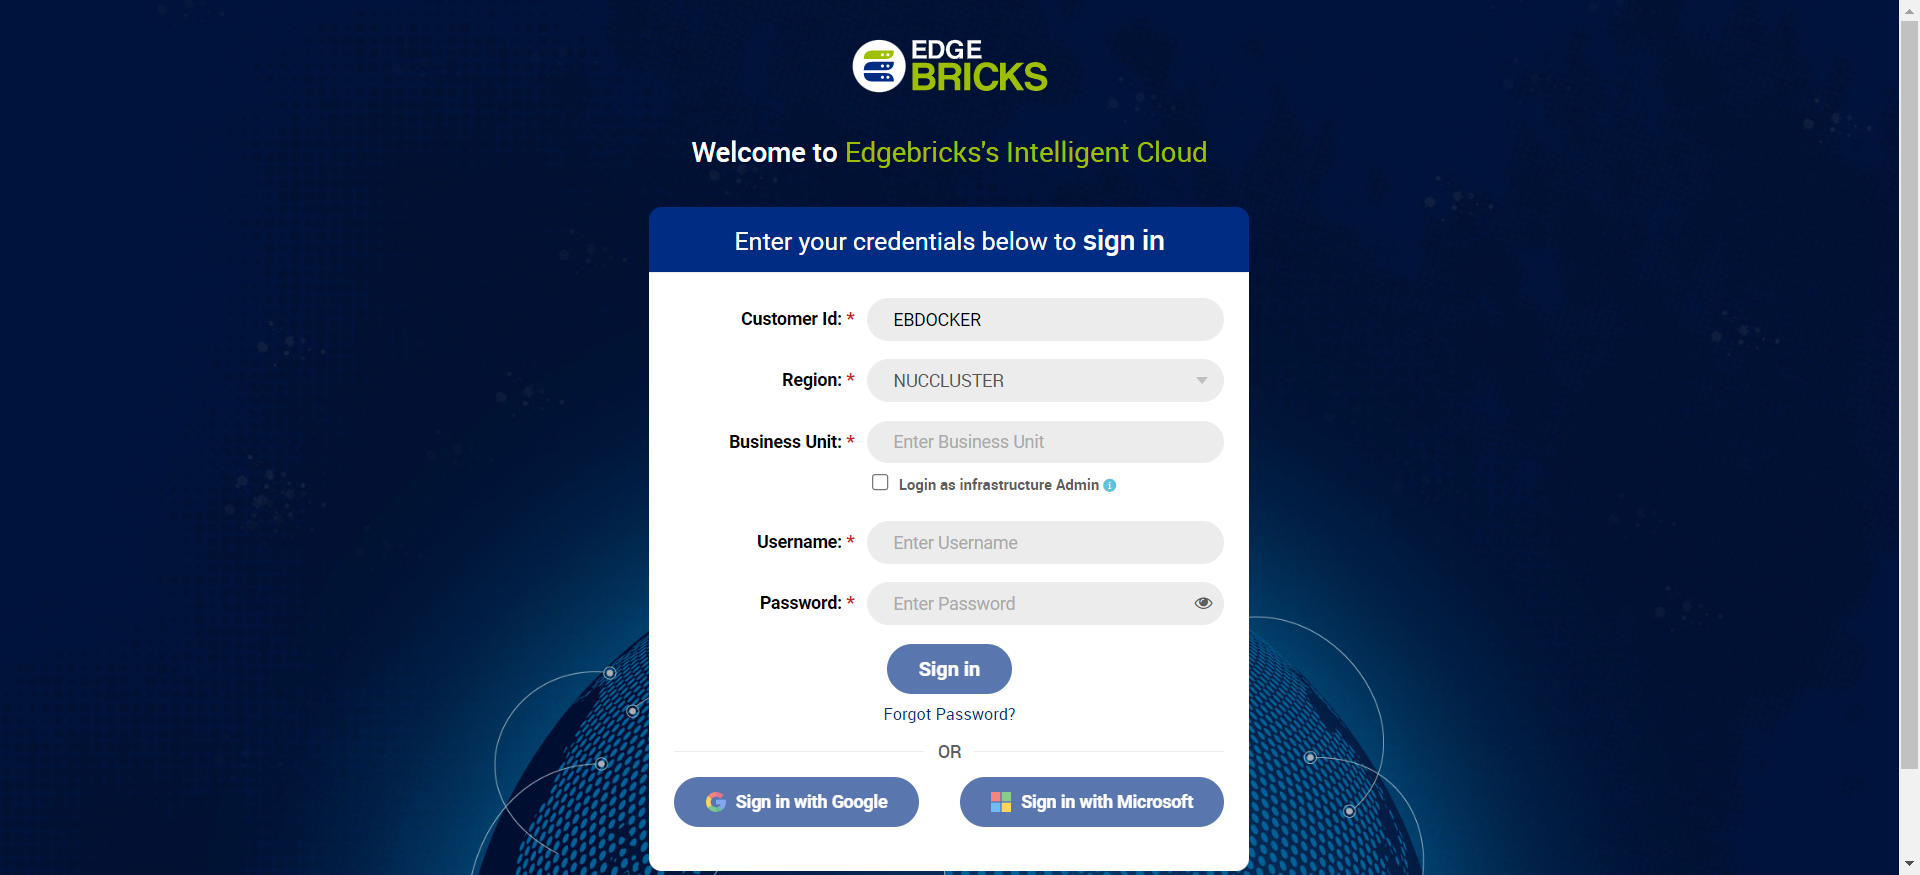 EDGE
BRICKS
Welcome to Edgebricks's Intelligent Cloud
Enter your credentials below to sign in
Customer Id: * EBDOCKER
Region: * NUCCLUSTER
Business Unit: * Enter Business Unit
Login as infrastructure Admin
Username: * Enter Username
Password: * Enter Password
Sign in
Forgot Password?
OR
Sign in with Google
Sign in with Microsoft